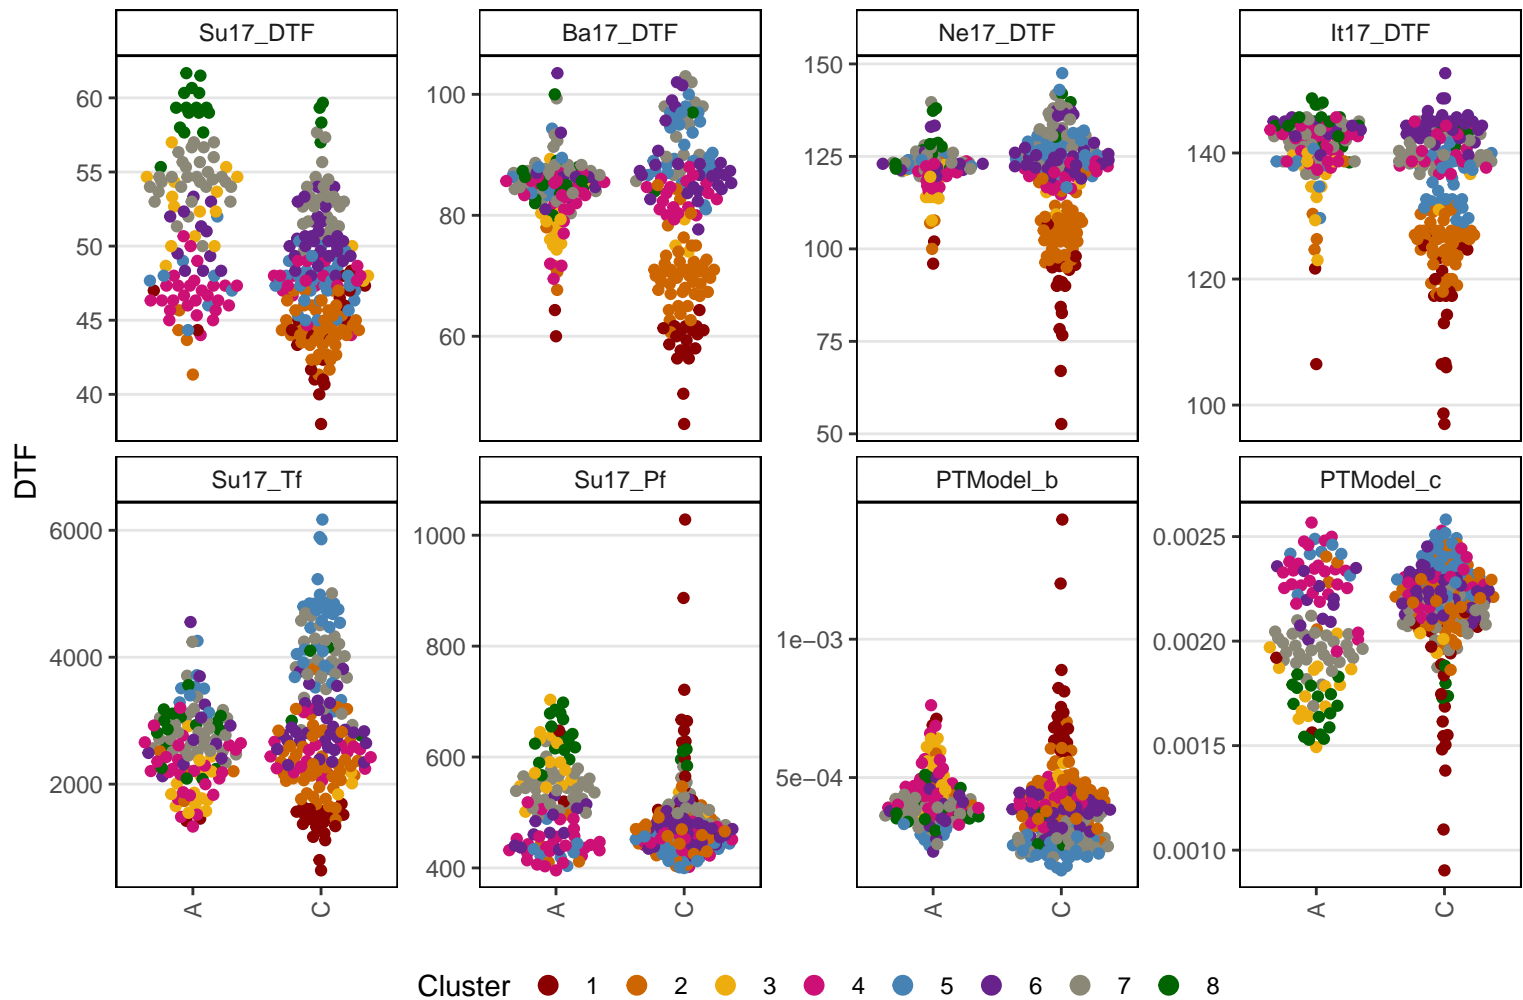 Su17_DTF Ba17_DTF Ne17_DTF It17_DTF
60 55 50 45 40
100 80 60
150 125 100 75 50
140 120 100
DTF
Su17_Tf Su17_Pf PTModel_b PTModel_c
6000 4000 2000
1000 800 600 400
1e−03 5e−04
0.0025 0.0020 0.0015 0.0010
A C A C A C A C
Cluster 1 2 3 4 5 6 7 8